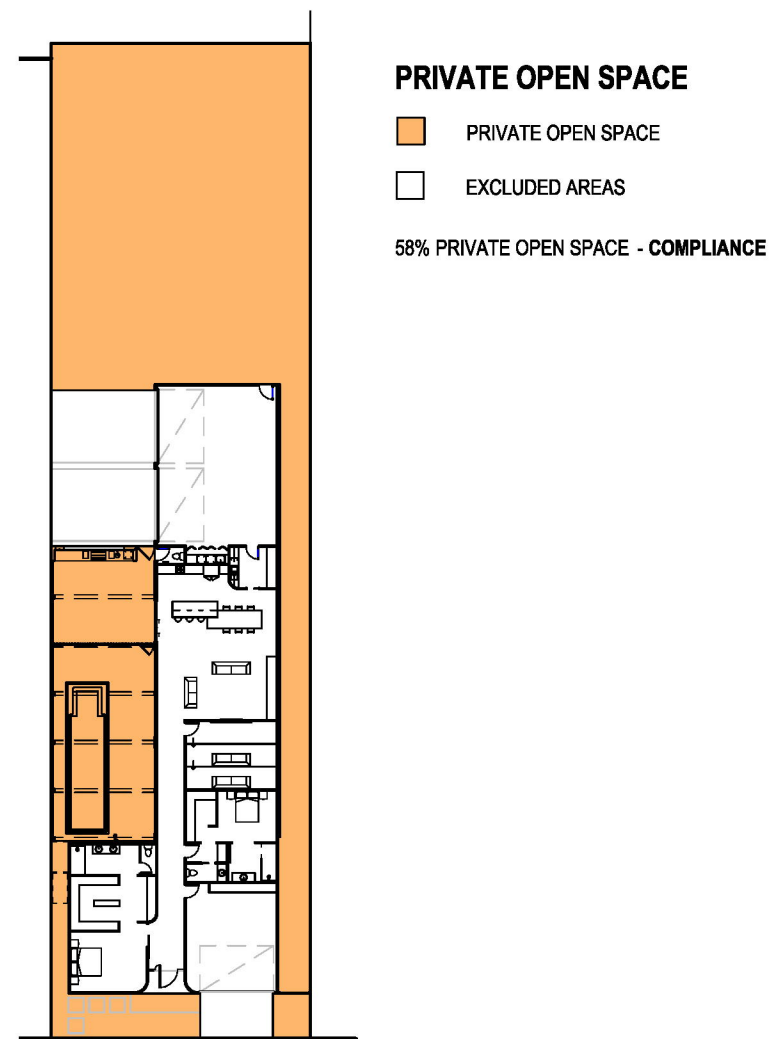 PRIVATE OPEN SPACE
PRIVATE OPEN SPACE
EXCLUDED AREAS
58% PRIVATE OPEN SPACE - COMPLIANCE